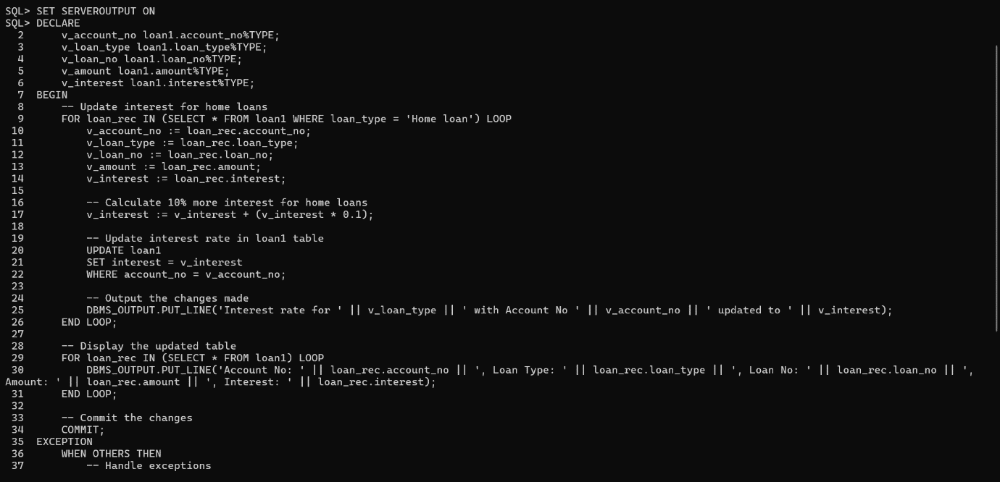 SQL> SET SERVEROUTPUT ON
SQL> DECLARE
  2      v_account_no loan1.account_no%TYPE;
  3      v_loan_type loan1.loan_type%TYPE;
  4      v_loan_no loan1.loan_no%TYPE;
  5      v_amount loan1.amount%TYPE;
  6      v_interest loan1.interest%TYPE;
  7  BEGIN
  8      -- Update interest for home loans
  9      FOR loan_rec IN (SELECT * FROM loan1 WHERE loan_type = 'Home loan') LOOP
 10          v_account_no := loan_rec.account_no;
 11          v_loan_type := loan_rec.loan_type;
 12          v_loan_no := loan_rec.loan_no;
 13          v_amount := loan_rec.amount;
 14          v_interest := loan_rec.interest;
 15
 16          -- Calculate 10% more interest for home loans
 17          v_interest := v_interest + (v_interest * 0.1);
 18
 19          -- Update interest rate in loan1 table
 20          UPDATE loan1
 21          SET interest = v_interest
 22          WHERE account_no = v_account_no;
 23
 24          -- Output the changes made
 25          DBMS_OUTPUT.PUT_LINE('Interest rate for ' || v_loan_type || ' with Account No ' || v_account_no || ' updated to ' || v_interest);
 26      END LOOP;
 27
 28      -- Display the updated table
 29      FOR loan_rec IN (SELECT * FROM loan1) LOOP
 30          DBMS_OUTPUT.PUT_LINE('Account No: ' || loan_rec.account_no || ', Loan Type: ' || loan_rec.loan_type || ', Loan No: ' || loan_rec.loan_no || ',
Amount: ' || loan_rec.amount || ', Interest: ' || loan_rec.interest);
 31      END LOOP;
 32
 33      -- Commit the changes
 34      COMMIT;
 35  EXCEPTION
 36      WHEN OTHERS THEN
 37          -- Handle exceptions